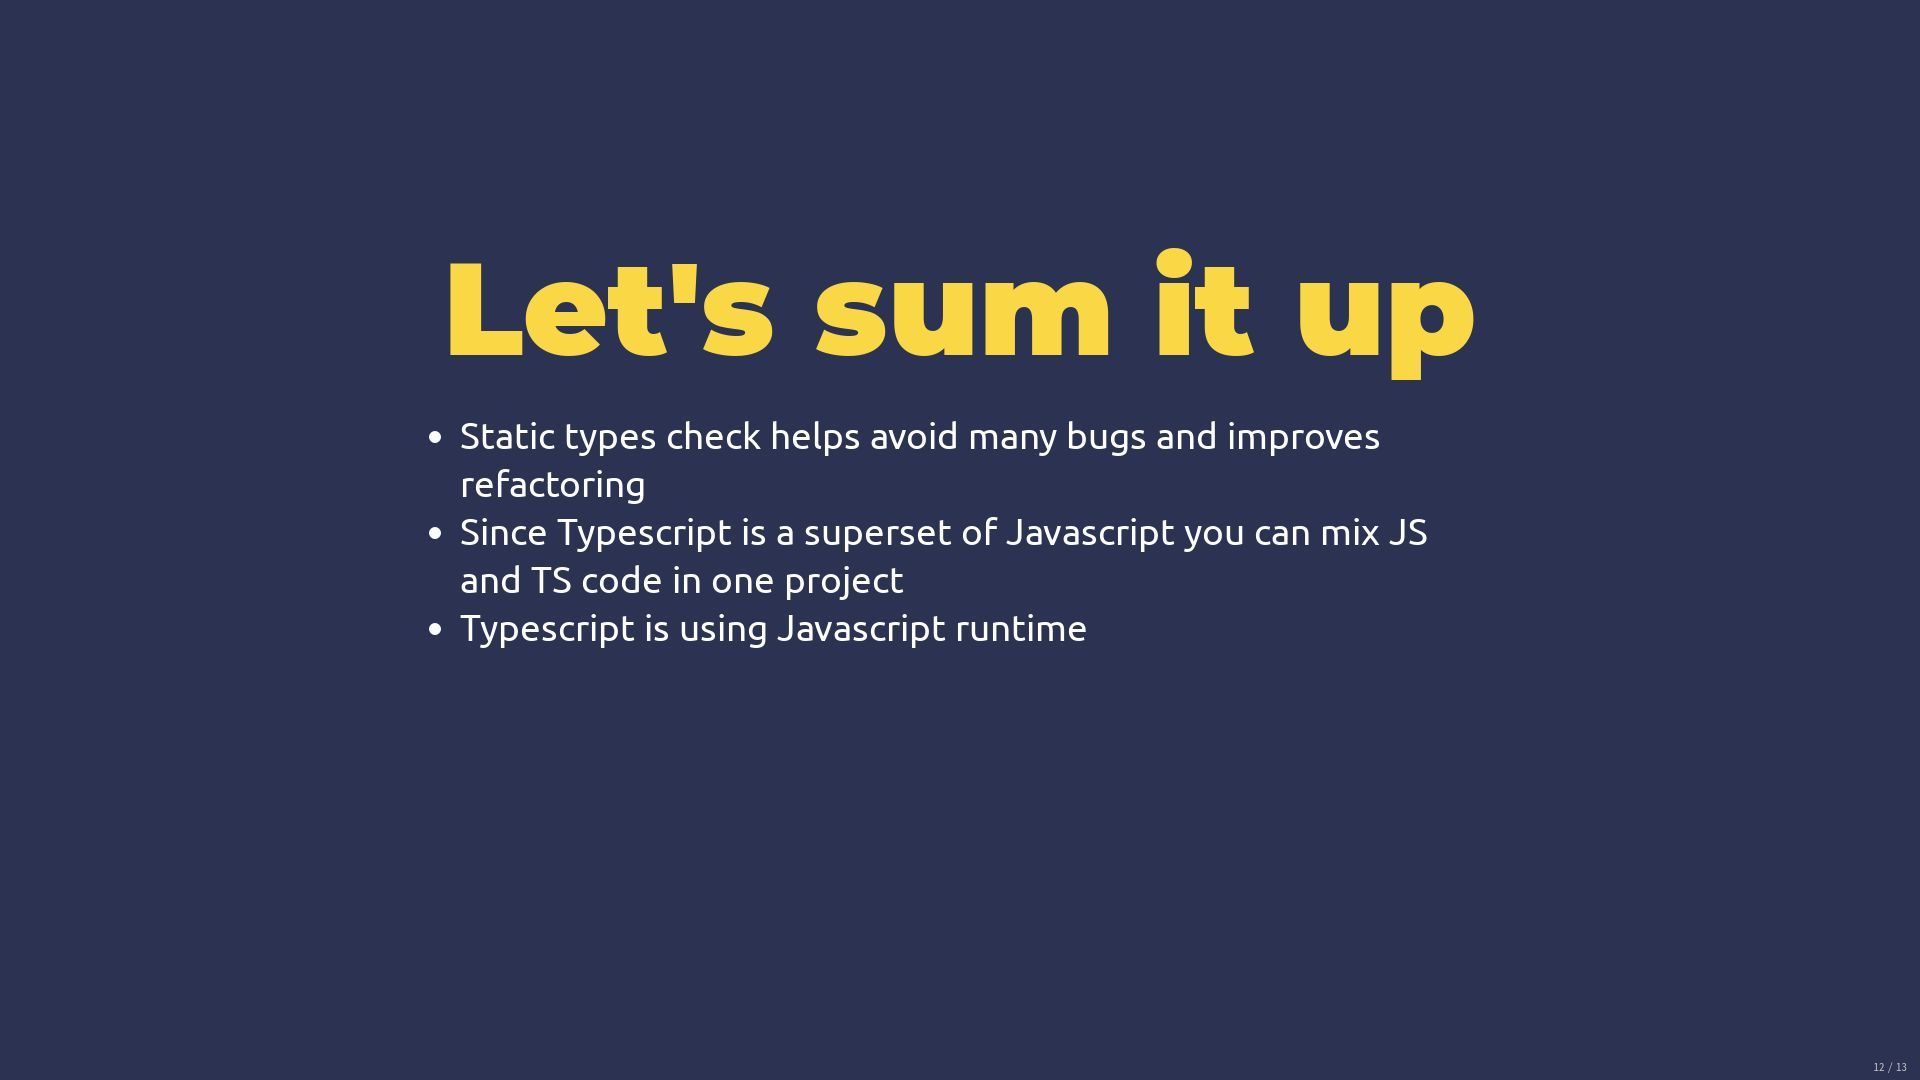 Let's sum it up
• Static types check helps avoid many bugs and improves
refactoring
• Since Typescript is a superset of Javascript you can mix JS
and TS code in one project
• Typescript is using Javascript runtime
12 / 13